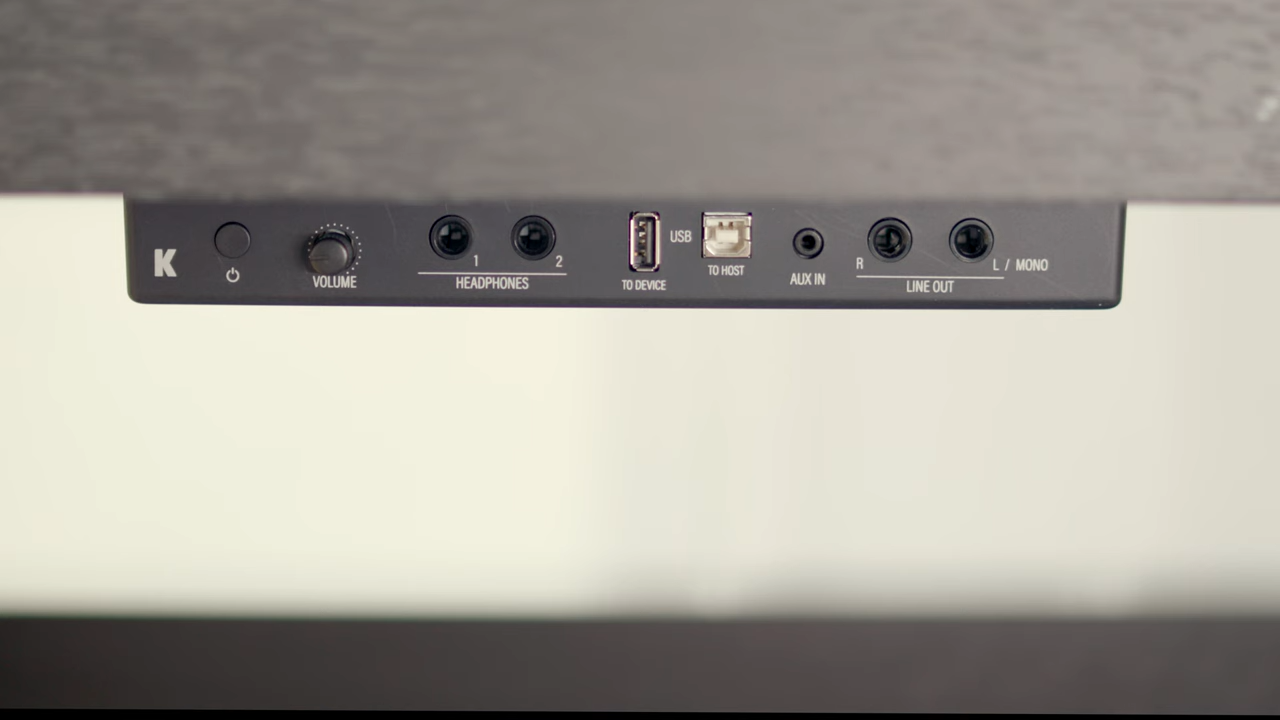 K
VOLUME
1
2
HEADPHONES
USB
TO DEVICE
TO HOST
AUX IN
R
L / MONO
LINE OUT